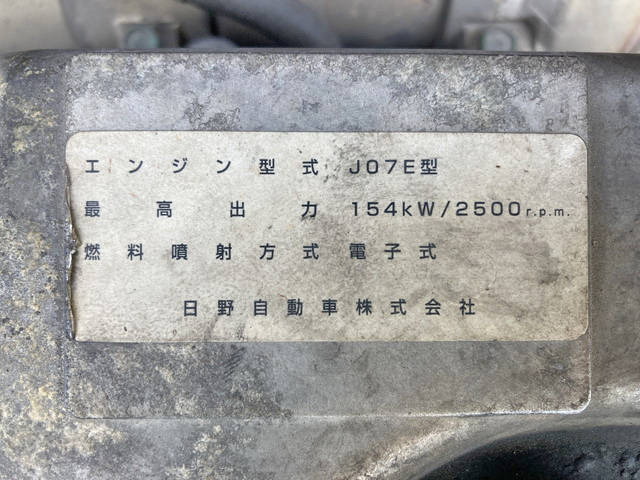 エンジン型式 J07E型
最高出力 154kW/2500r.p.m.
燃料噴射方式 電子式
日野自動車株式会社